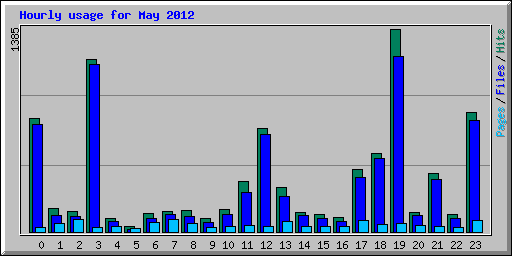 Hourly usage for May 2012
1385
Pages / Files / Hits
0 1 2 3 4 5 6 7 8 9 10 11 12 13 14 15 16 17 18 19 20 21 22 23